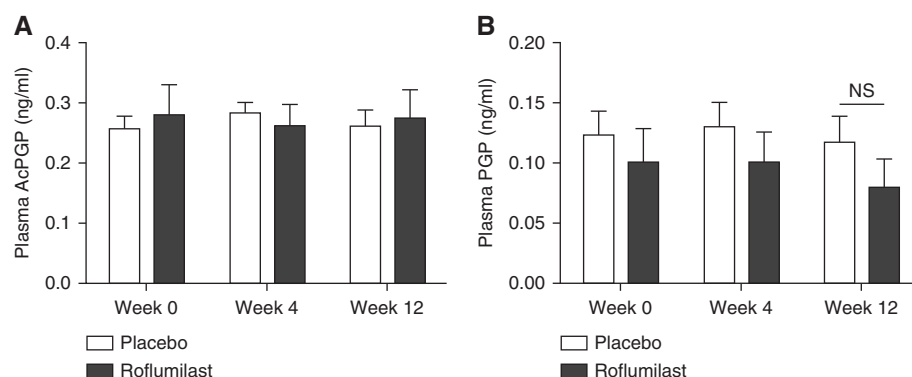 A
Plasma AcPGP (ng/ml)
0.4
0.3
0.2
0.1
0.0
Week 0 Week 4 Week 12
Placebo
Roflumilast
B
Plasma PGP (ng/ml)
0.20
0.15
0.10
0.05
0.00
NS
Week 0 Week 4 Week 12
Placebo
Roflumilast